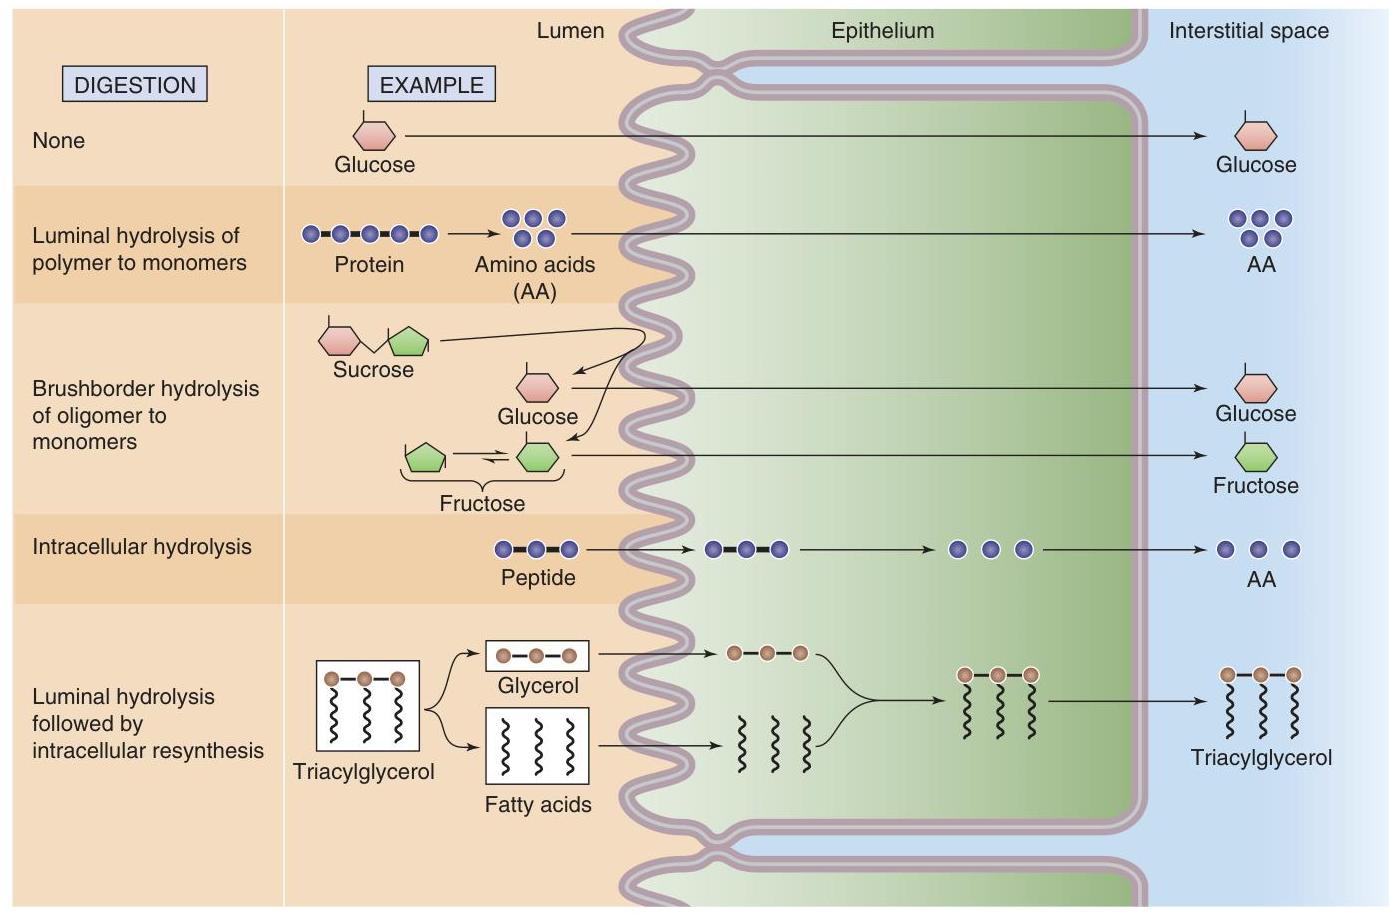 Lumen
Epithelium
Interstitial space
DIGESTION
EXAMPLE
None
Glucose
Glucose
Luminal hydrolysis of
polymer to monomers
Protein
Amino acids
(AA)
AA
Brushborder hydrolysis
of oligomer to
monomers
Sucrose
Glucose
Glucose
Fructose
Fructose
Intracellular hydrolysis
Peptide
AA
Luminal hydrolysis
followed by
intracellular resynthesis
Triacylglycerol
Glycerol
Fatty acids
Triacylglycerol